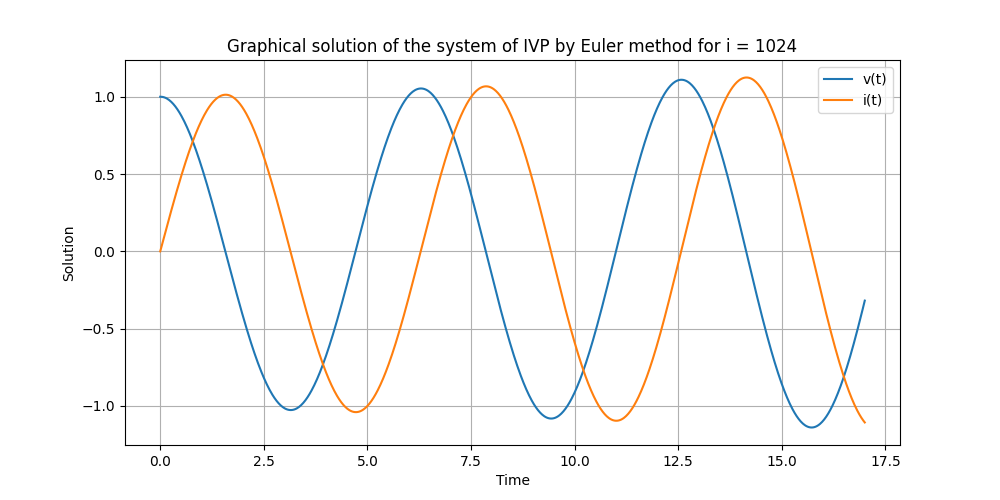 Graphical solution of the system of IVP by Euler method for i = 1024
v(t)
i(t)
1.0
0.5
0.0
−0.5
−1.0
Solution
0.0 2.5 5.0 7.5 10.0 12.5 15.0 17.5
Time